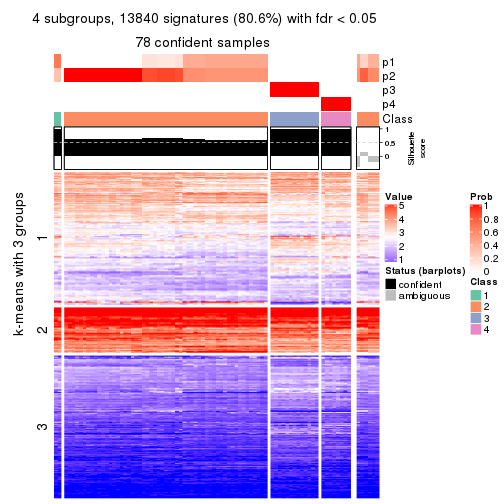 4 subgroups, 13840 signatures (80.6%) with fdr < 0.05
78 confident samples
p1
p2
p3
p4
Class
1
0.5
0
Silhouette
score
k-means with 3 groups
1
2
3
Value
5
4
3
2
1
Status (barplots)
confident
ambiguous
Prob
1
0.8
0.6
0.4
0.2
0
Class
1
2
3
4